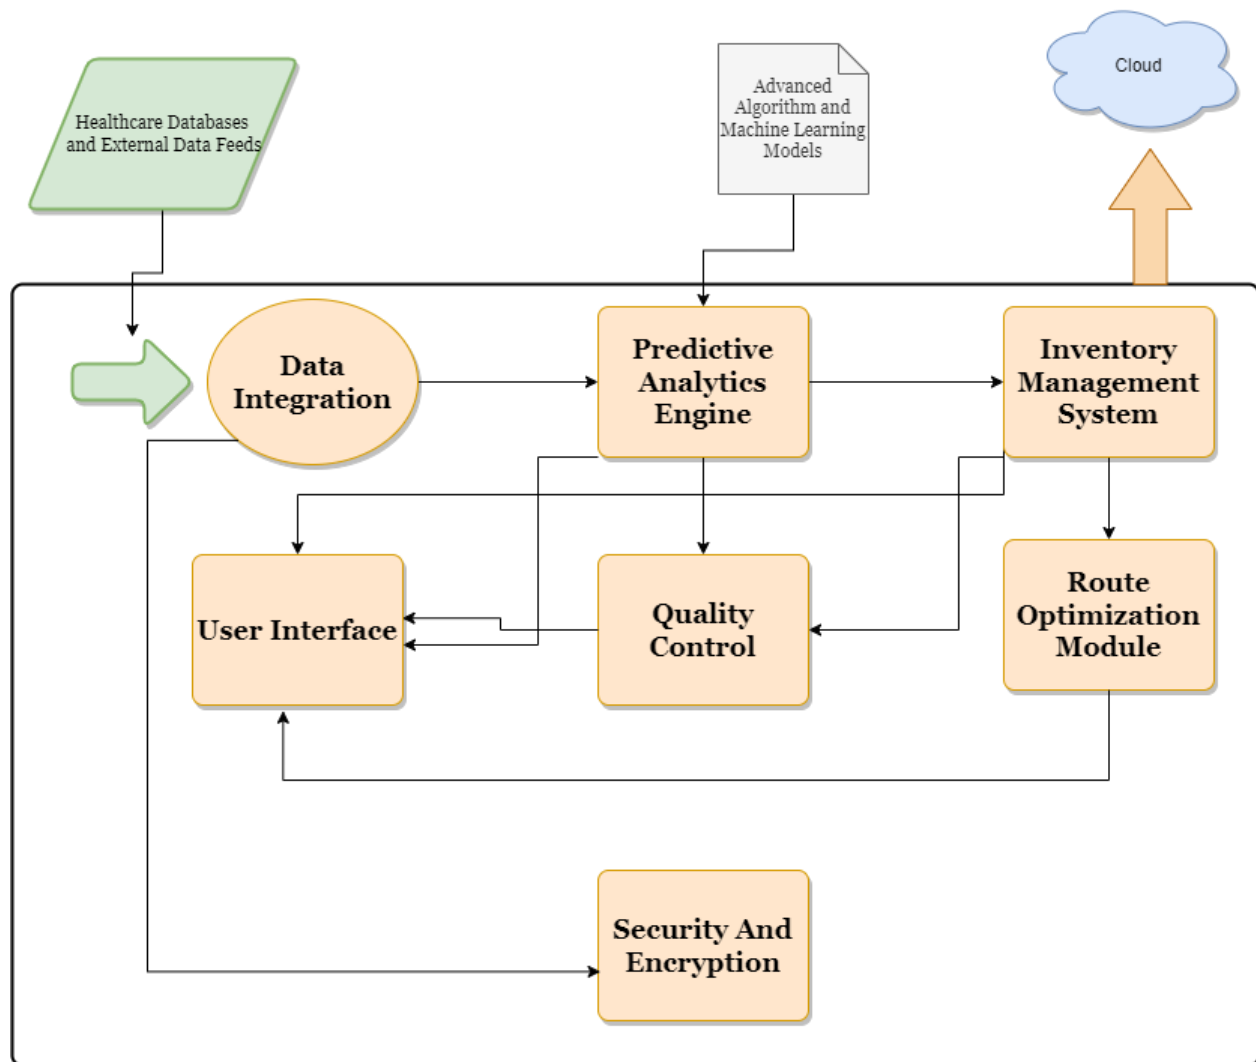 Healthcare Databases
and External Data Feeds
Advanced
Algorithm and
Machine Learning
Models
Cloud
Data
Integration
Predictive
Analytics
Engine
Inventory
Management
System
User Interface
Quality
Control
Route
Optimization
Module
Security And
Encryption